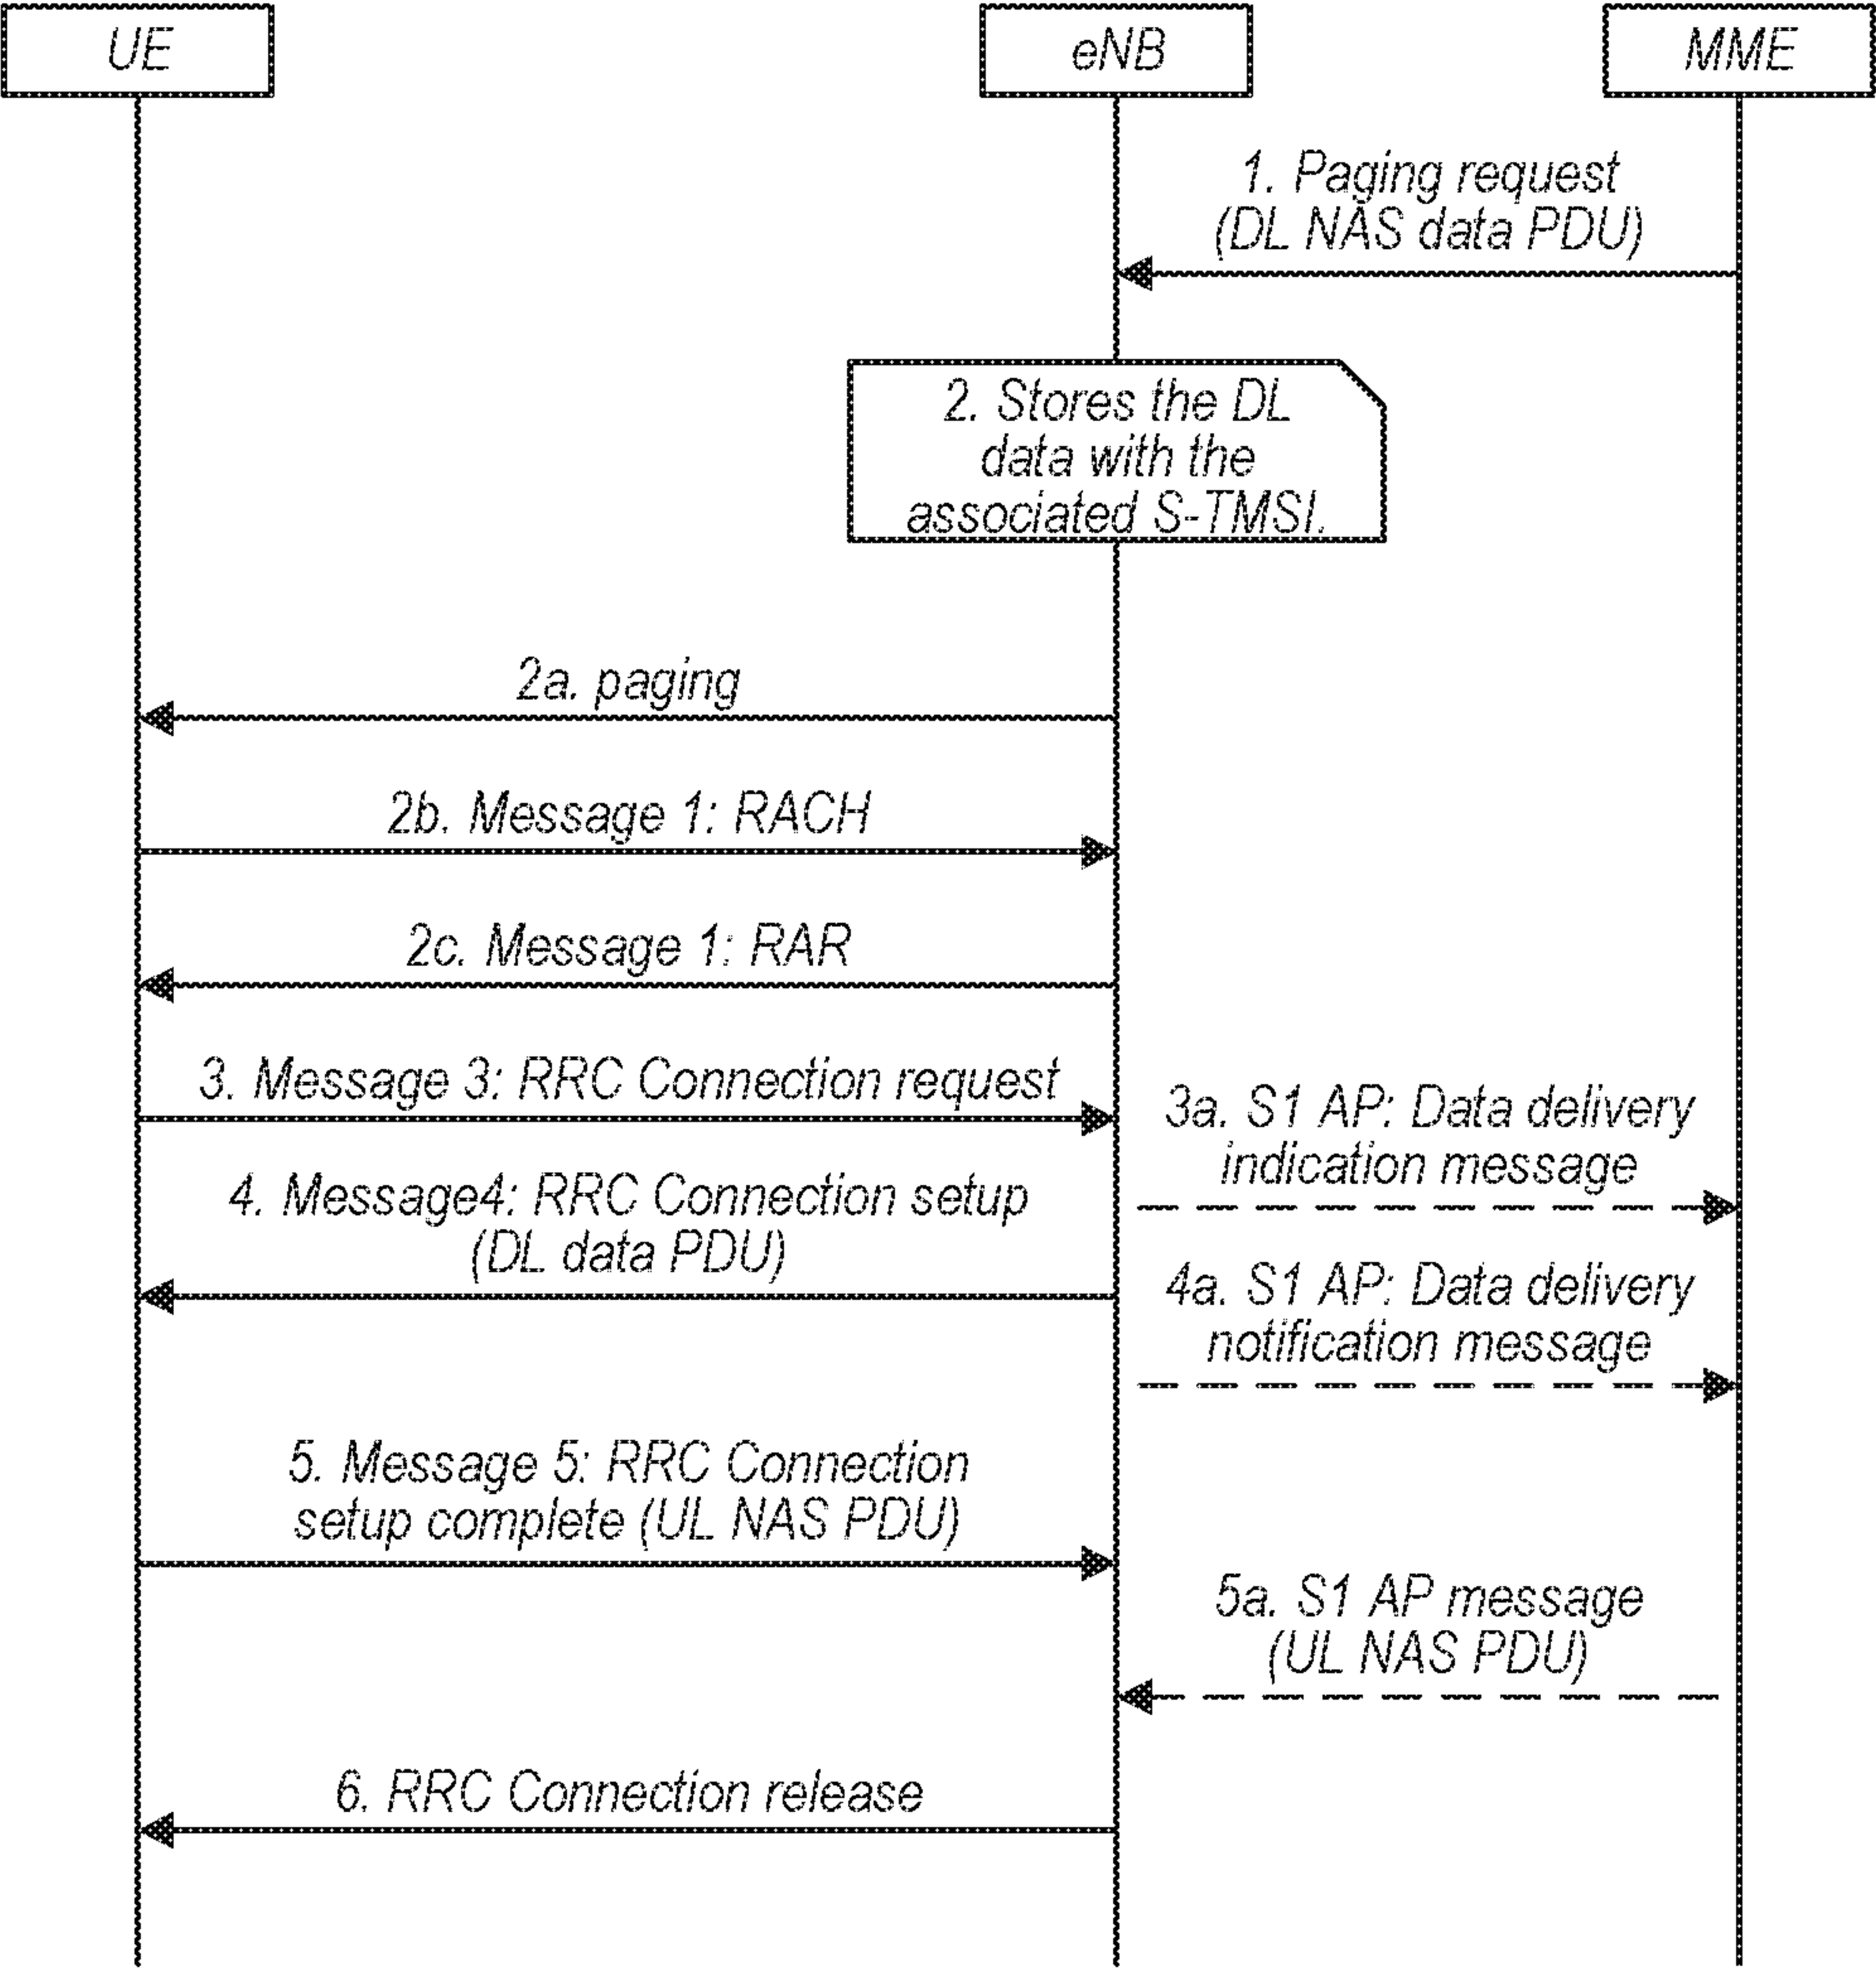 UE
eNB
MME
1. Paging request
(DL NAS data PDU)
2. Stores the DL
data with the
associated S-TMSI.
2a. paging
2b. Message 1: RACH
2c. Message 1: RAR
3. Message 3: RRC Connection request
3a. S1 AP: Data delivery
indication message
4. Message4: RRC Connection setup
(DL data PDU)
4a. S1 AP: Data delivery
notification message
5. Message 5: RRC Connection
setup complete (UL NAS PDU)
5a. S1 AP message
(UL NAS PDU)
6. RRC Connection release